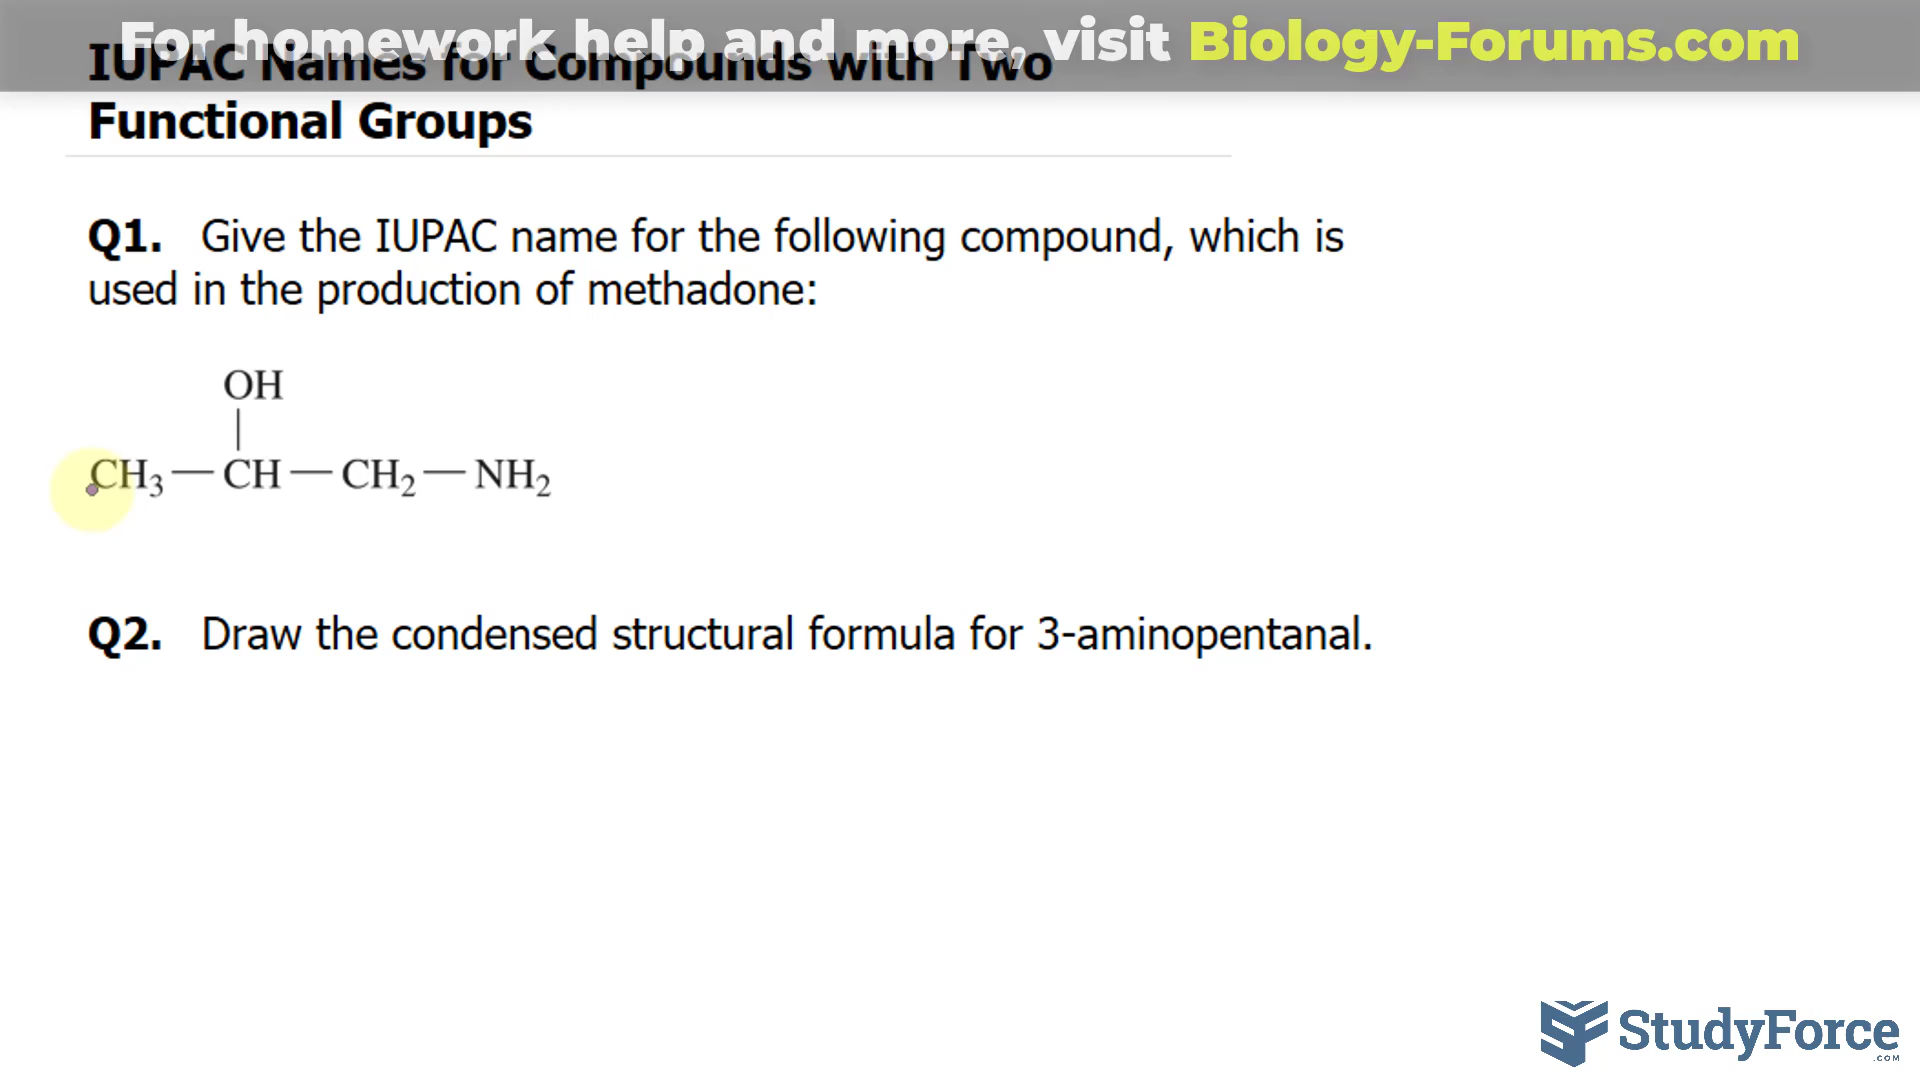 For homework help and more, visit Biology-Forums.com
IUPAC Names for Compounds with Two
Functional Groups
Q1. Give the IUPAC name for the following compound, which is
used in the production of methadone:
OH
|
CH₃—CH—CH₂—NH₂
Q2. Draw the condensed structural formula for 3-aminopentanal.
StudyForce
.COM